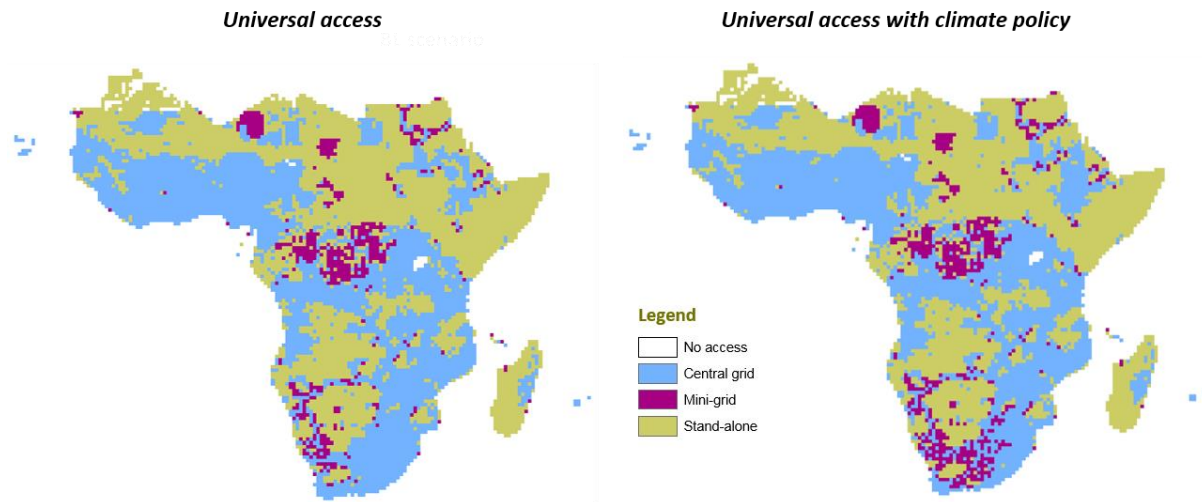 Universal access
Universal access with climate policy
Legend
No access
Central grid
Mini-grid
Stand-alone